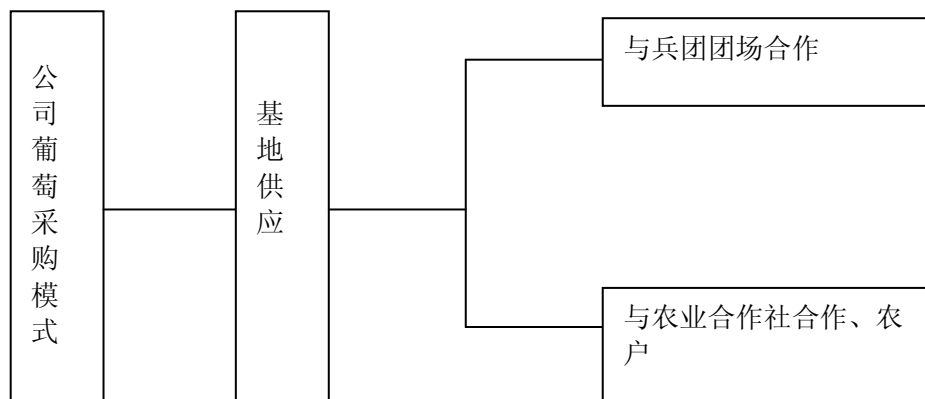 公司葡萄采购模式
基地供应
与兵团团场合作
与农业合作社合作、农
户